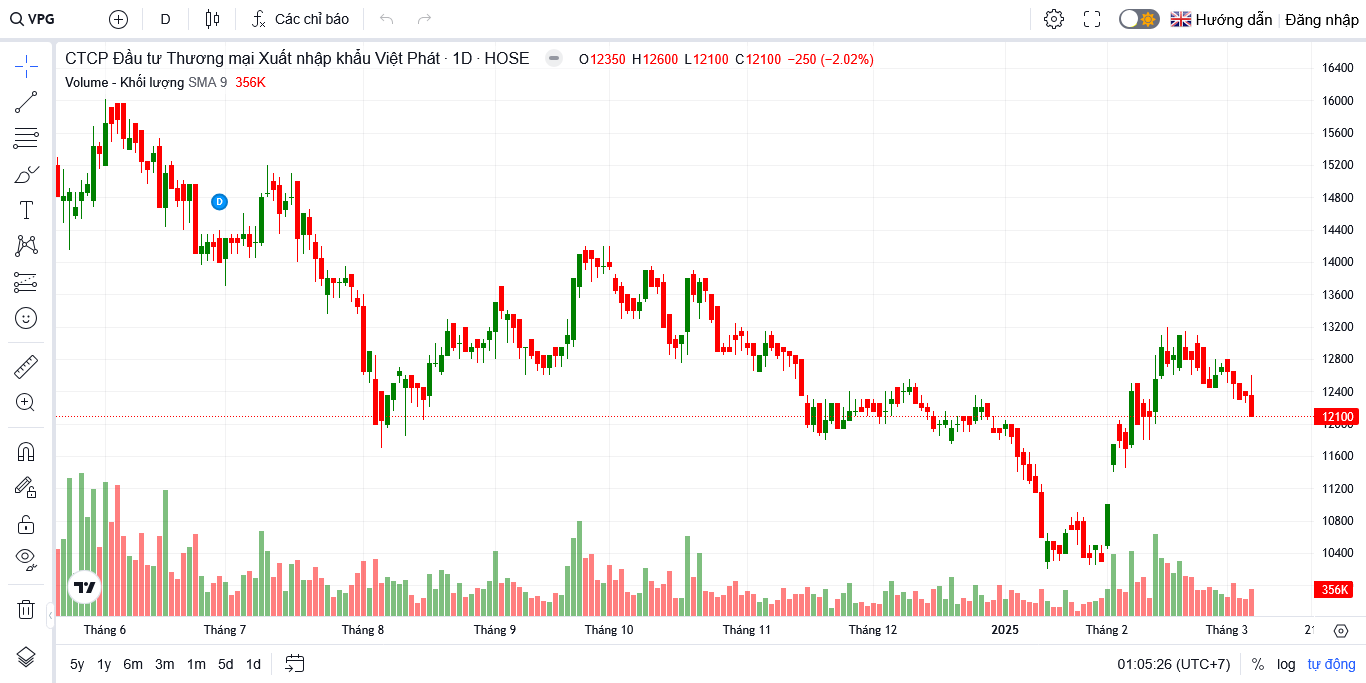 VPG D Các chỉ báo Hướng dẫn Đăng nhập
CTCP Đầu tư Thương mại Xuất nhập khẩu Việt Phát · 1D · HOSE O12350 H12600 L12100 C12100 −250 (−2.02%)
Volume - Khối lượng SMA 9 356K
16400
16000
15600
15200
14800
D
14400
14000
13600
13200
12800
12400
12100
12000
11600
11200
10800
10400
356K
Tháng 6 Tháng 7 Tháng 8 Tháng 9 Tháng 10 Tháng 11 Tháng 12 2025 Tháng 2 Tháng 3 21
5y 1y 6m 3m 1m 5d 1d 01:05:26 (UTC+7) % log tự động